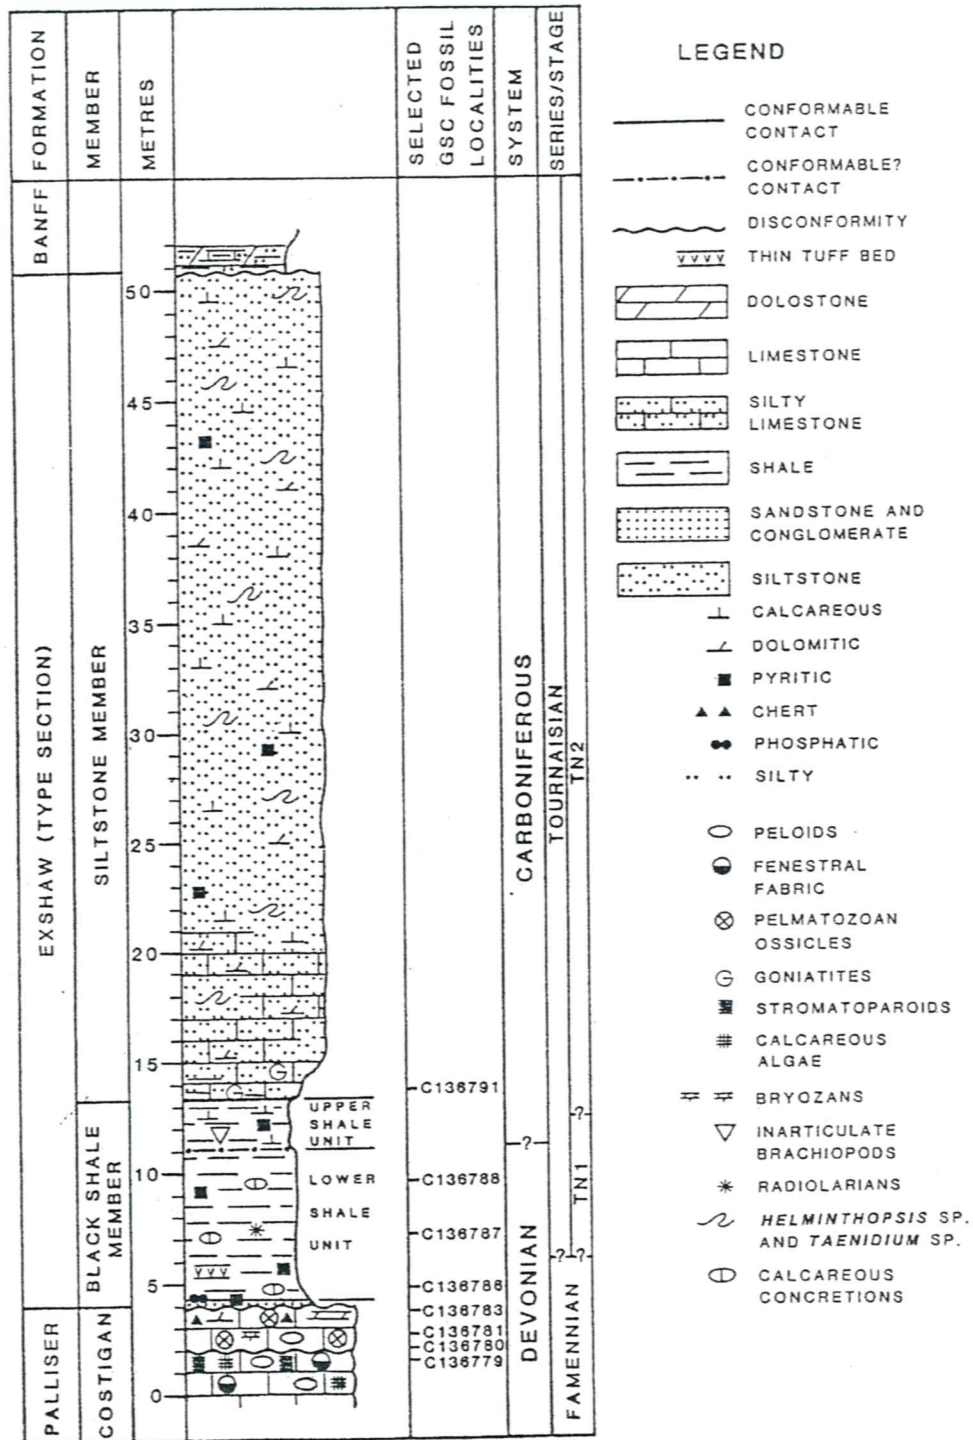 FORMATION
MEMBER
METRES
SELECTED
GSC FOSSIL
LOCALITIES
SYSTEM
SERIES/STAGE
BANFF
EXSHAW (TYPE SECTION)
PALLISER
SILTSTONE MEMBER
BLACK SHALE
MEMBER
COSTIGAN
50
45
40
35
30
25
20
15
10
5
0
UPPER
SHALE
UNIT
LOWER
SHALE
UNIT
C136791
C136788
C136787
C136786
C136783
C136781
C136780
C136779
CARBONIFEROUS
?
DEVONIAN
TOURNAISIAN
TN2
?
TN1
? ?
FAMENNIAN
LEGEND
CONFORMABLE
CONTACT
CONFORMABLE?
CONTACT
DISCONFORMITY
THIN TUFF BED
DOLOSTONE
LIMESTONE
SILTY
LIMESTONE
SHALE
SANDSTONE AND
CONGLOMERATE
SILTSTONE
CALCAREOUS
DOLOMITIC
PYRITIC
CHERT
PHOSPHATIC
SILTY
PELOIDS
FENESTRAL
FABRIC
PELMATOZOAN
OSSICLES
GONIATITES
STROMATOPAROIDS
CALCAREOUS
ALGAE
BRYOZANS
INARTICULATE
BRACHIOPODS
RADIOLARIANS
HELMINTHOPSIS SP.
AND TAENIDIUM SP.
CALCAREOUS
CONCRETIONS